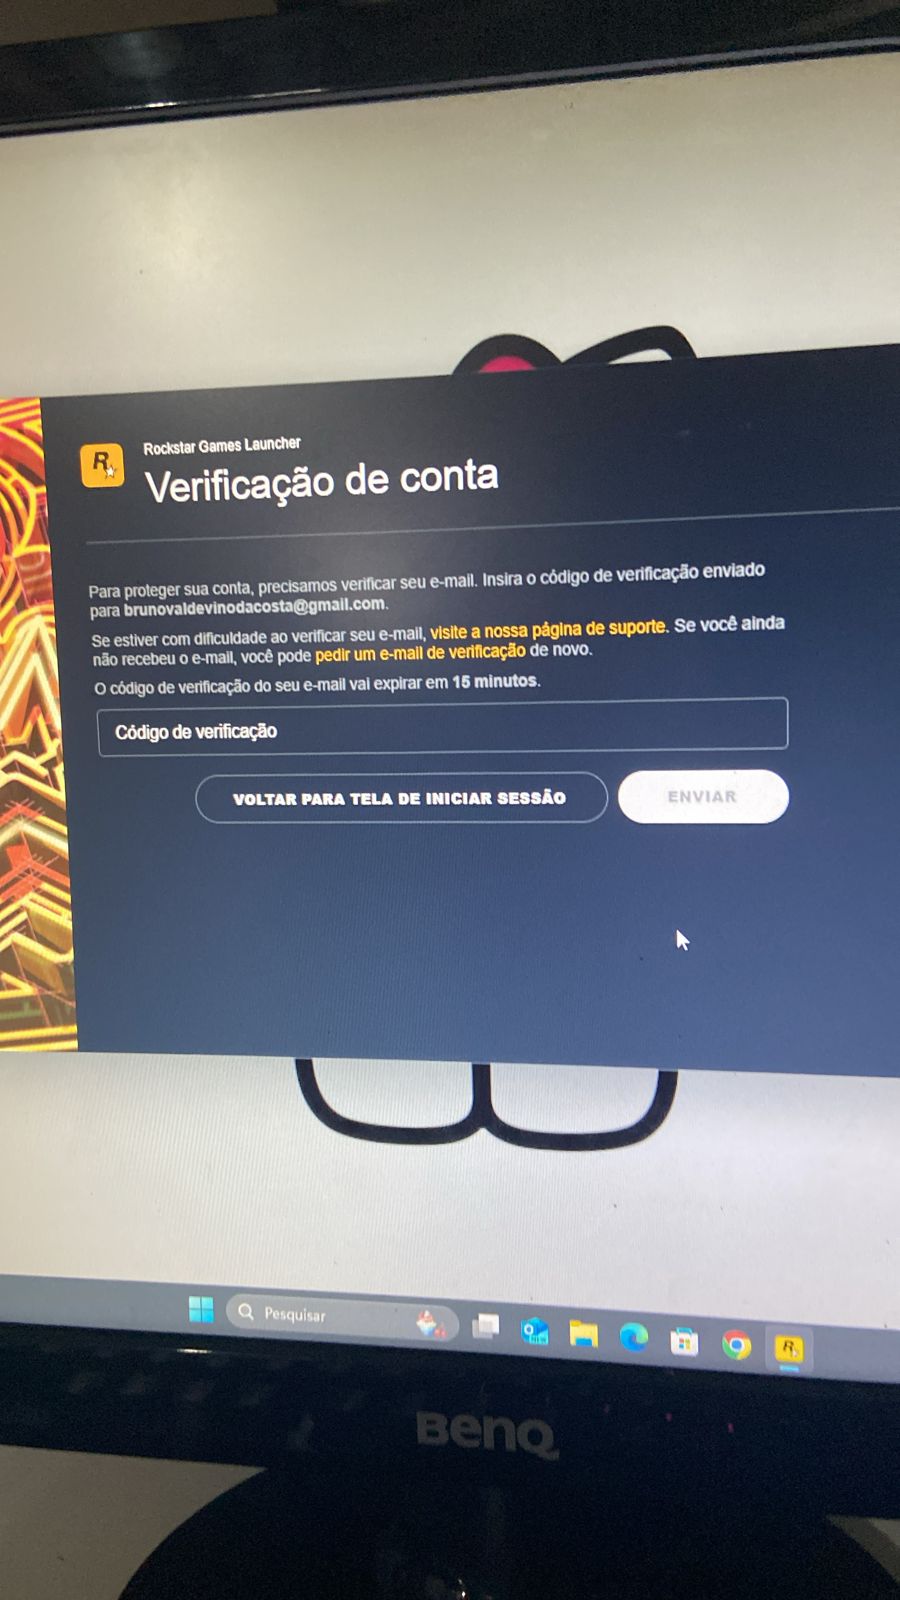 Rockstar Games Launcher
Verificação de conta
Para proteger sua conta, precisamos verificar seu e-mail. Insira o código de verificação enviado
para brunovaldevinodacosta@gmail.com.
Se estiver com dificuldade ao verificar seu e-mail, visite a nossa página de suporte. Se você ainda
não recebeu o e-mail, você pode pedir um e-mail de verificação de novo.
O código de verificação do seu e-mail vai expirar em 15 minutos.
Código de verificação
VOLTAR PARA TELA DE INICIAR SESSÃO
ENVIAR
Pesquisar
BenQ